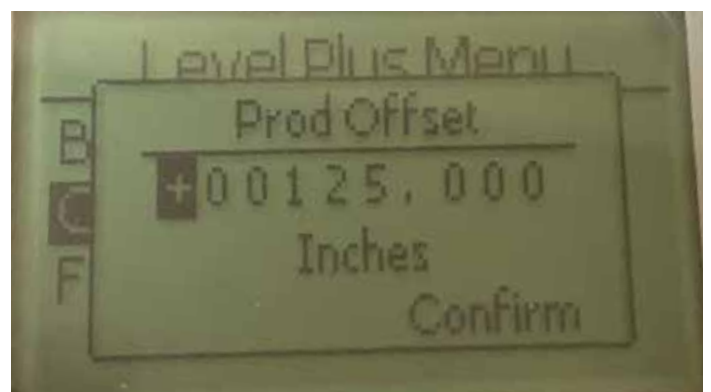 Level Plus Menu
Prod Offset
+00125.000
Inches
Confirm
B
C
F